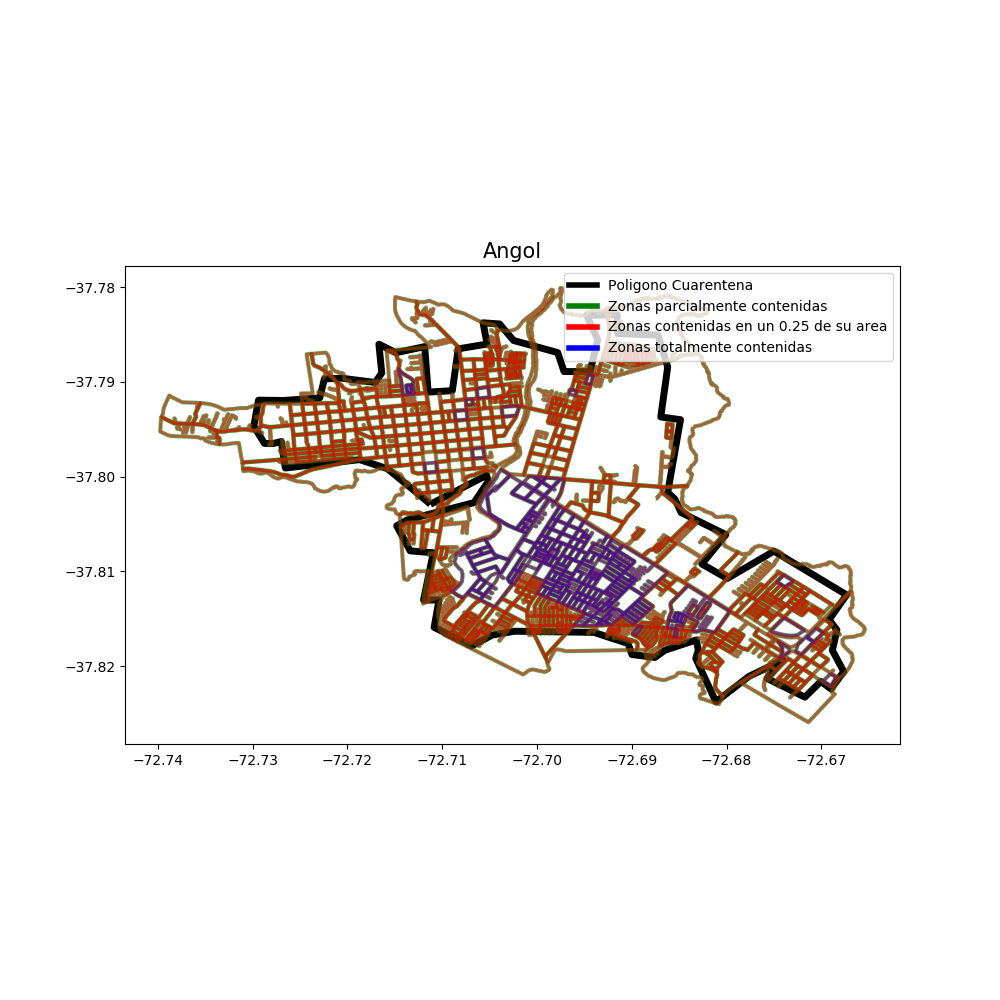 Angol
Poligono Cuarentena
Zonas parcialmente contenidas
Zonas contenidas en un 0.25 de su area
Zonas totalmente contenidas
−37.78
−37.79
−37.80
−37.81
−37.82
−72.74 −72.73 −72.72 −72.71 −72.70 −72.69 −72.68 −72.67